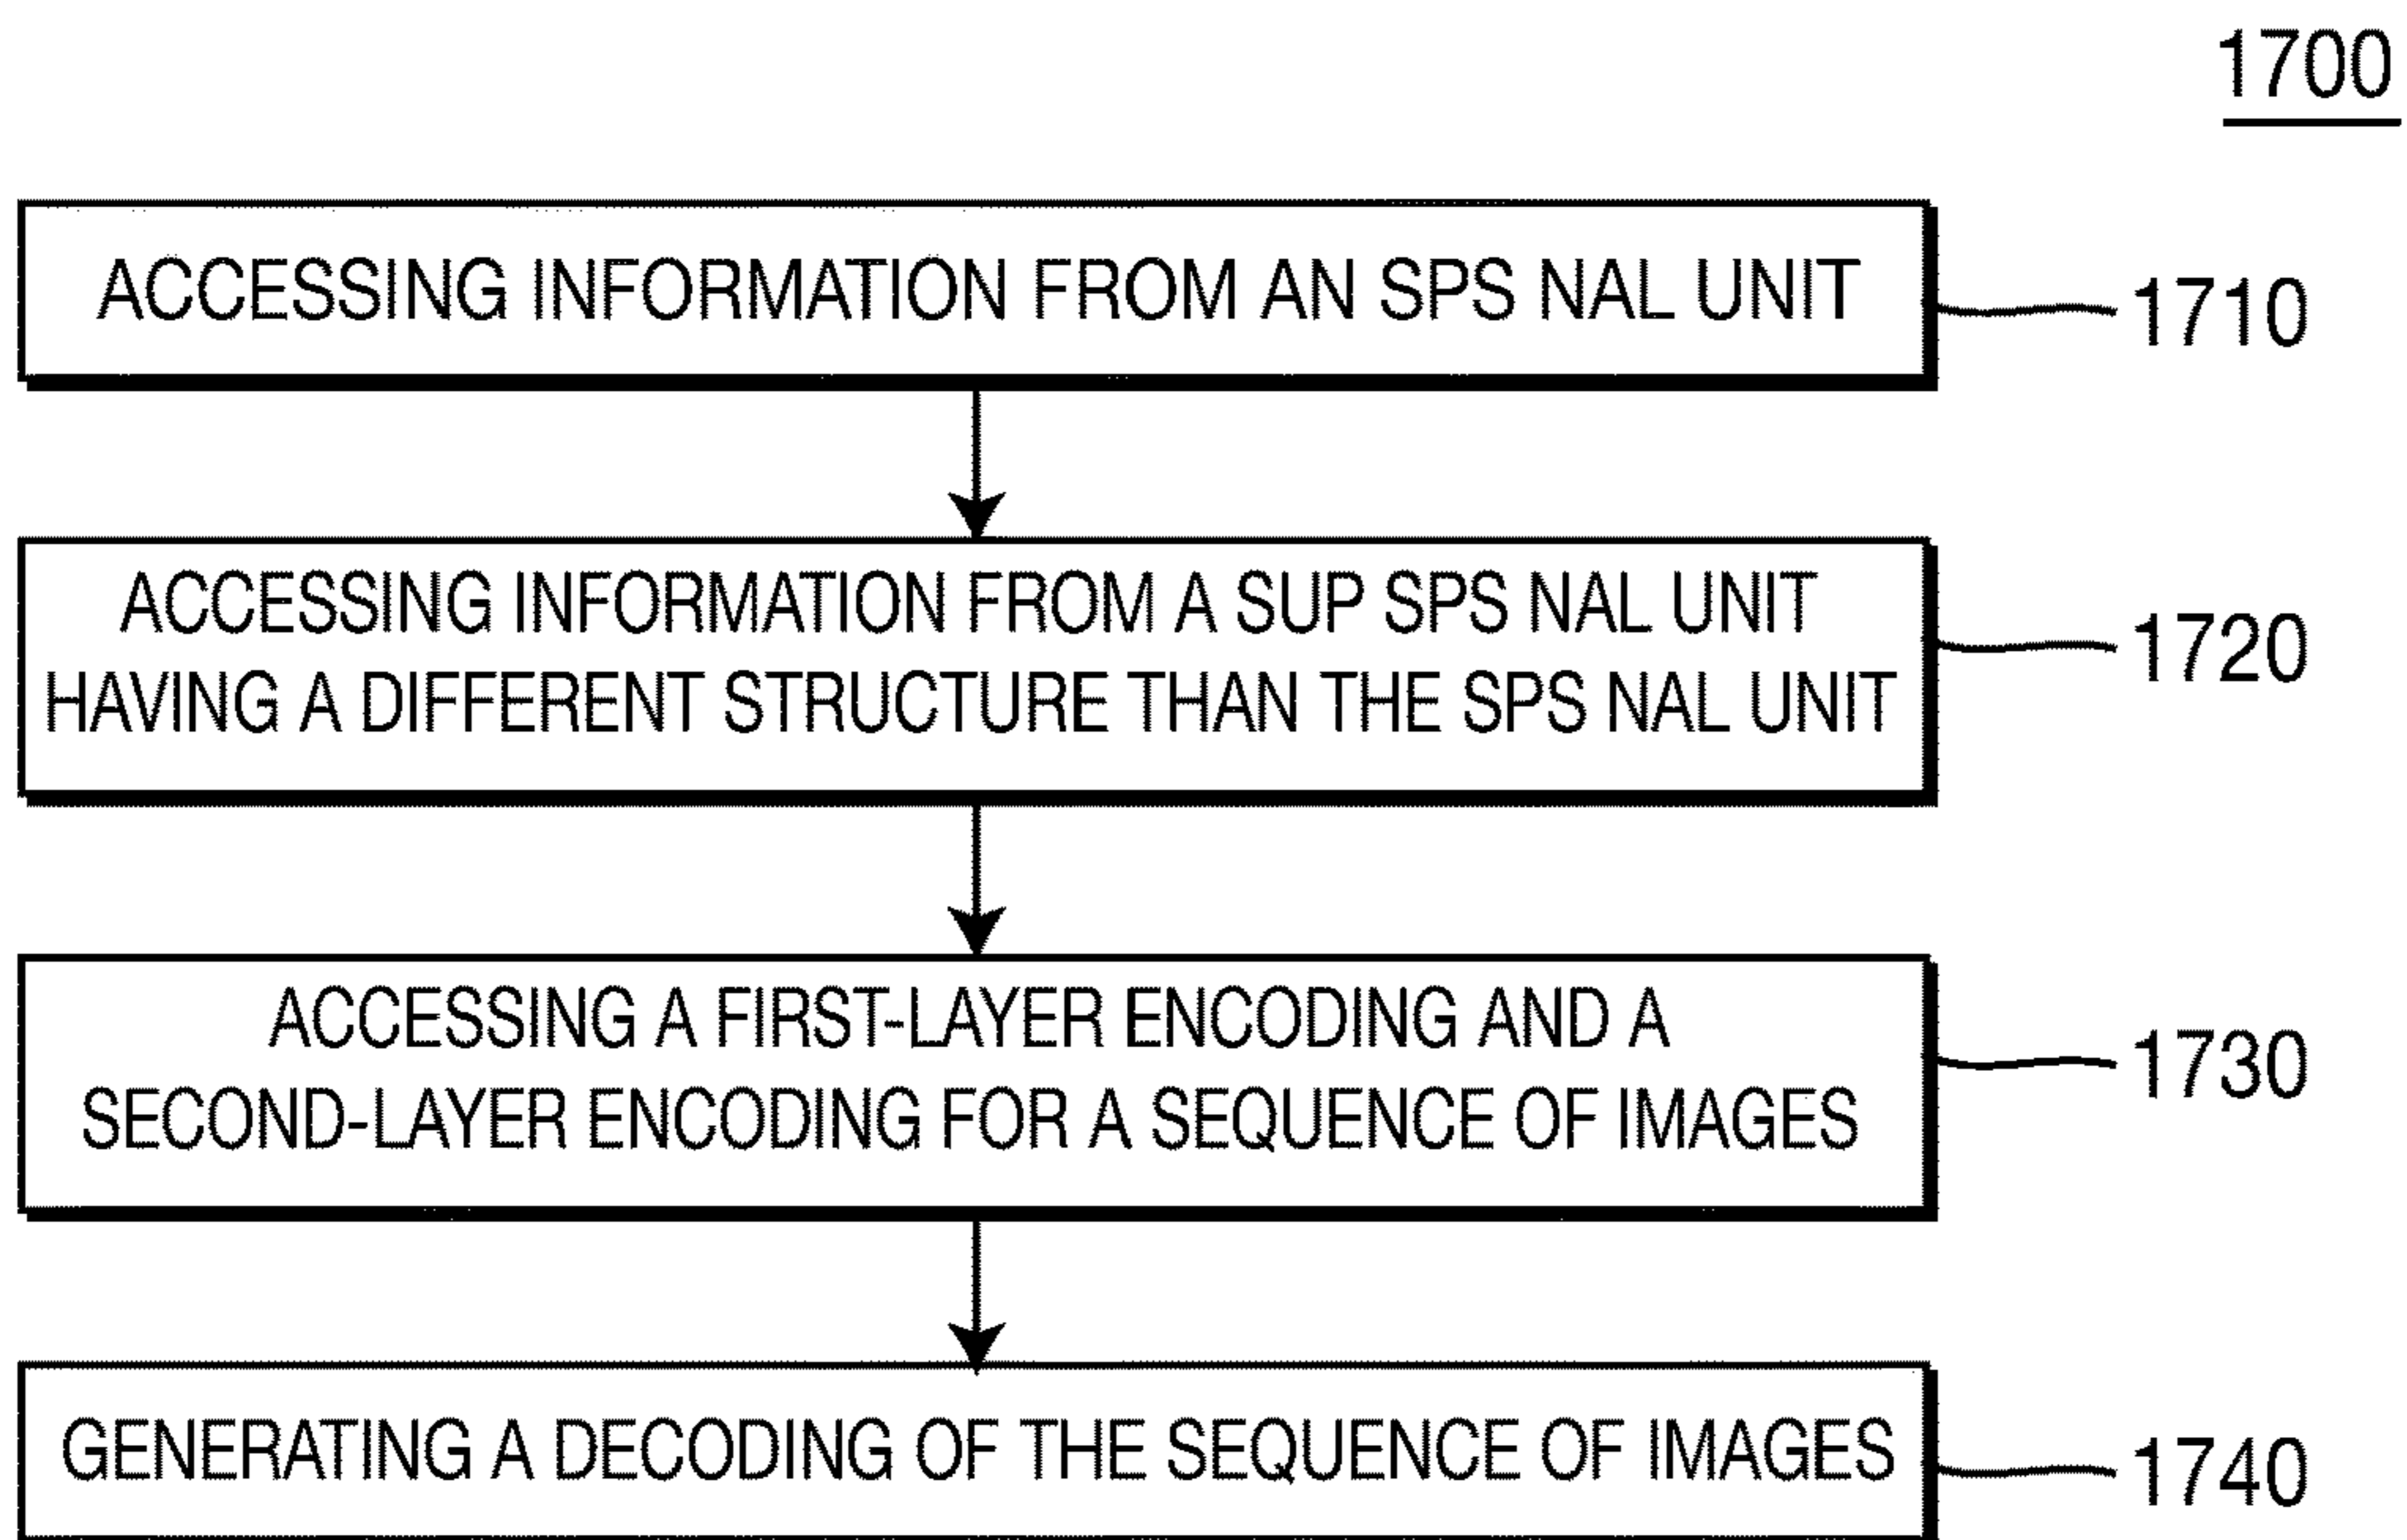 1700
ACCESSING INFORMATION FROM AN SPS NAL UNIT
1710
ACCESSING INFORMATION FROM A SUP SPS NAL UNIT
HAVING A DIFFERENT STRUCTURE THAN THE SPS NAL UNIT
1720
ACCESSING A FIRST-LAYER ENCODING AND A
SECOND-LAYER ENCODING FOR A SEQUENCE OF IMAGES
1730
GENERATING A DECODING OF THE SEQUENCE OF IMAGES
1740